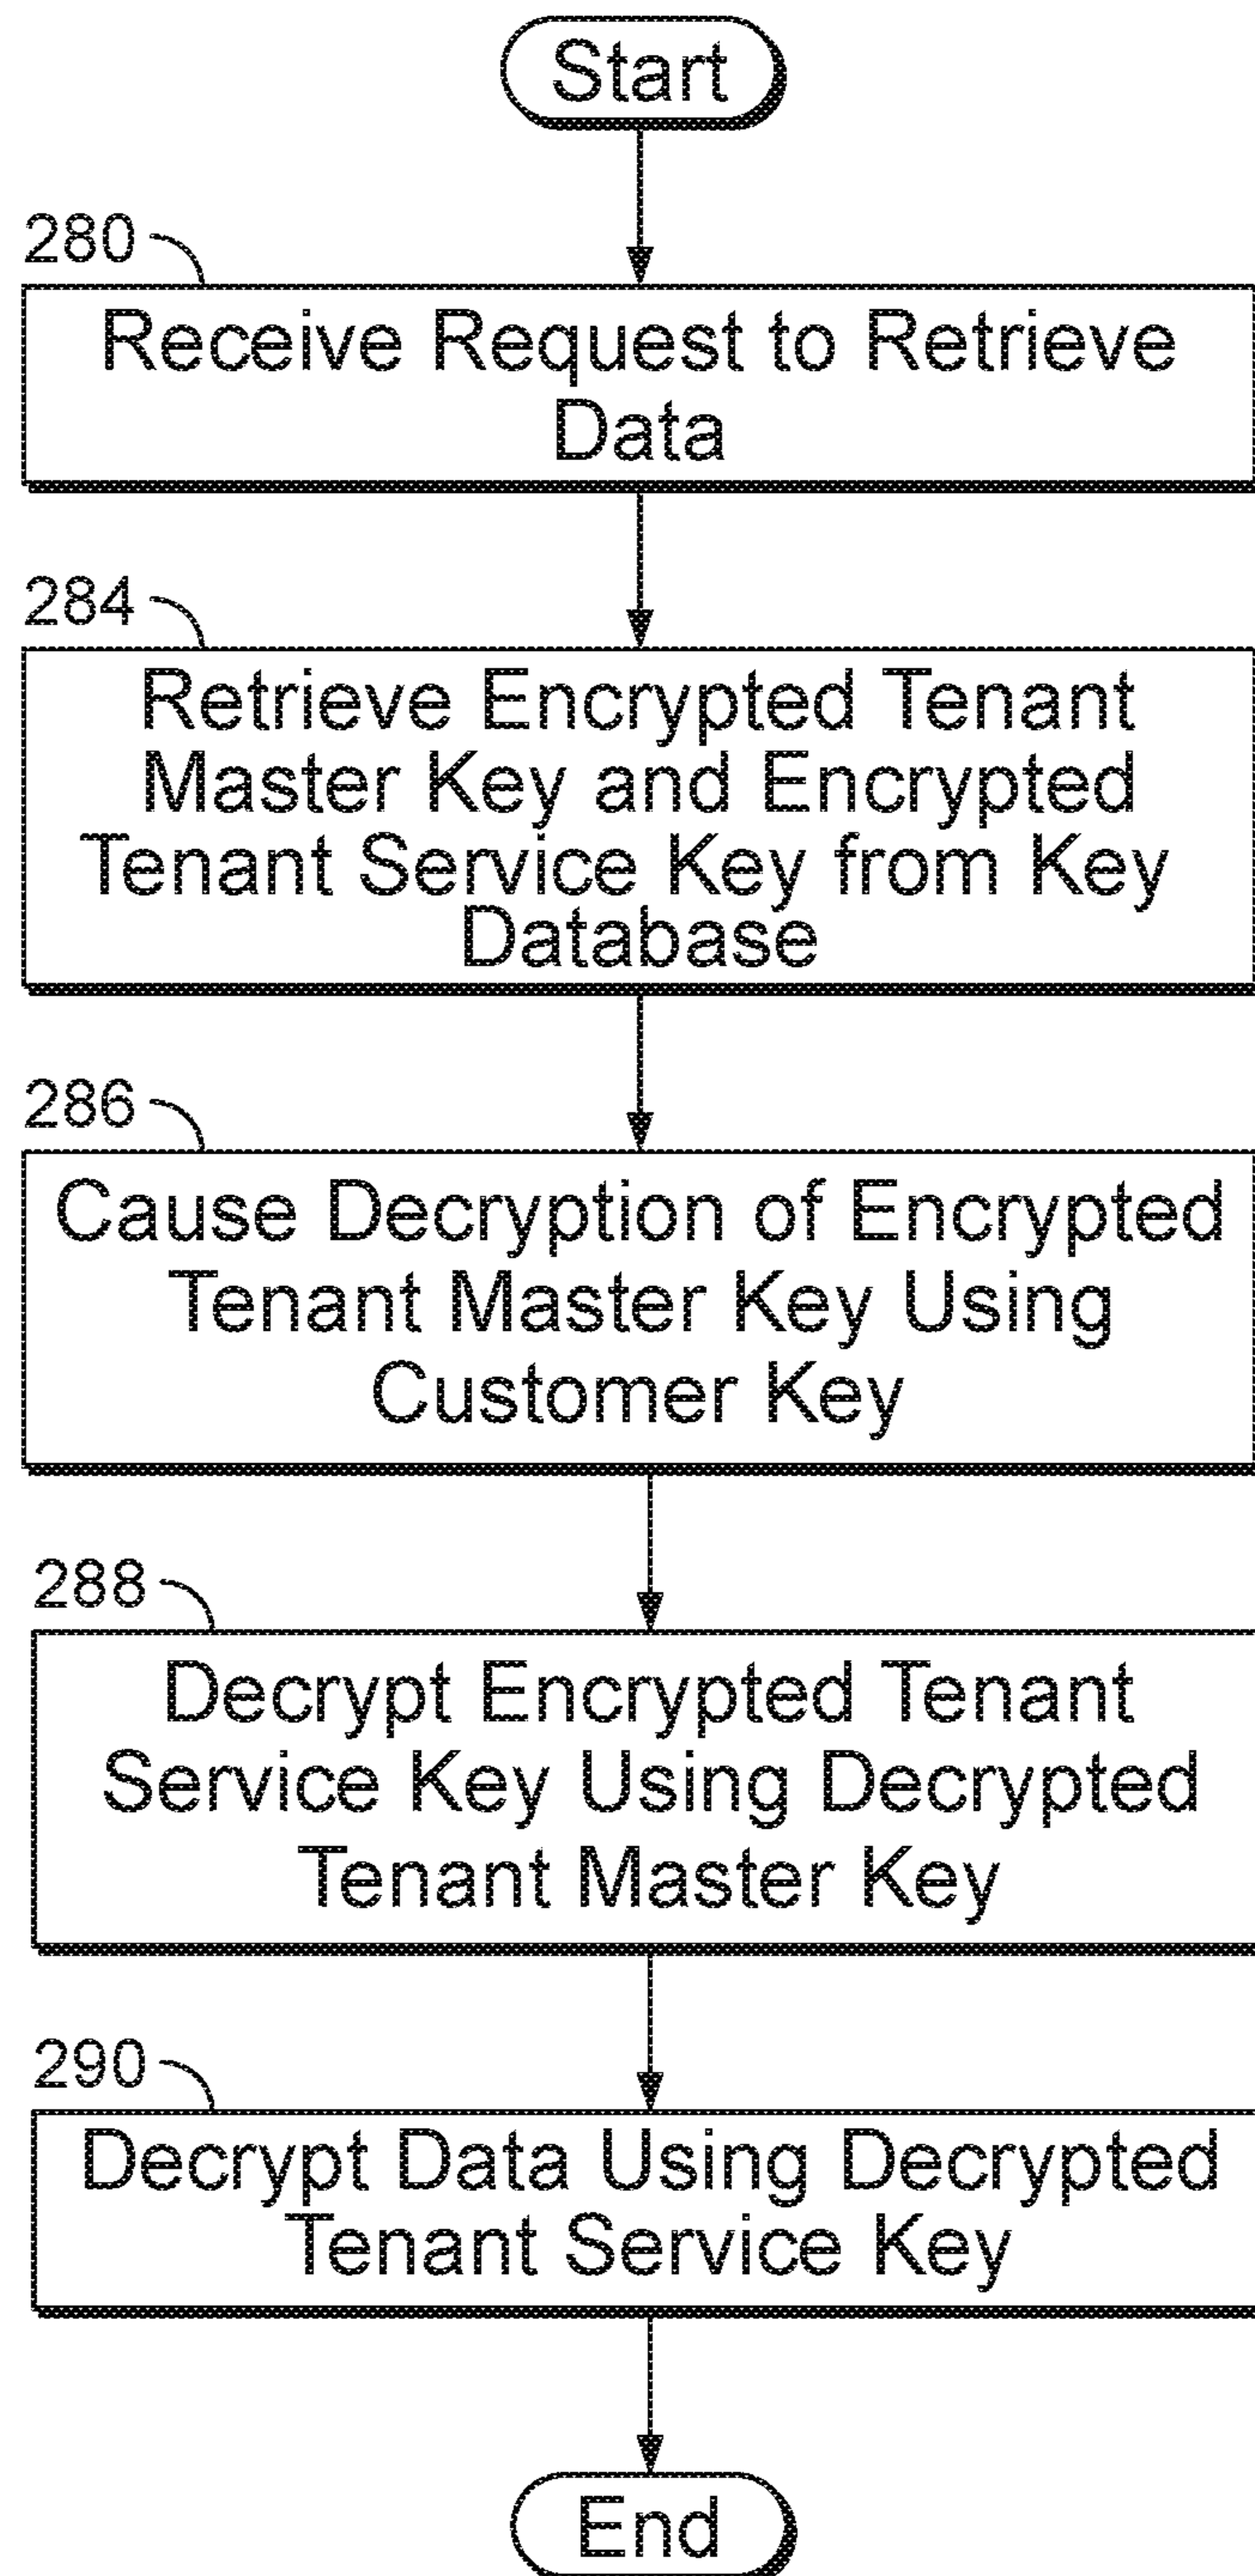 Start
280
Receive Request to Retrieve
Data
284
Retrieve Encrypted Tenant
Master Key and Encrypted
Tenant Service Key from Key
Database
286
Cause Decryption of Encrypted
Tenant Master Key Using
Customer Key
288
Decrypt Encrypted Tenant
Service Key Using Decrypted
Tenant Master Key
290
Decrypt Data Using Decrypted
Tenant Service Key
End